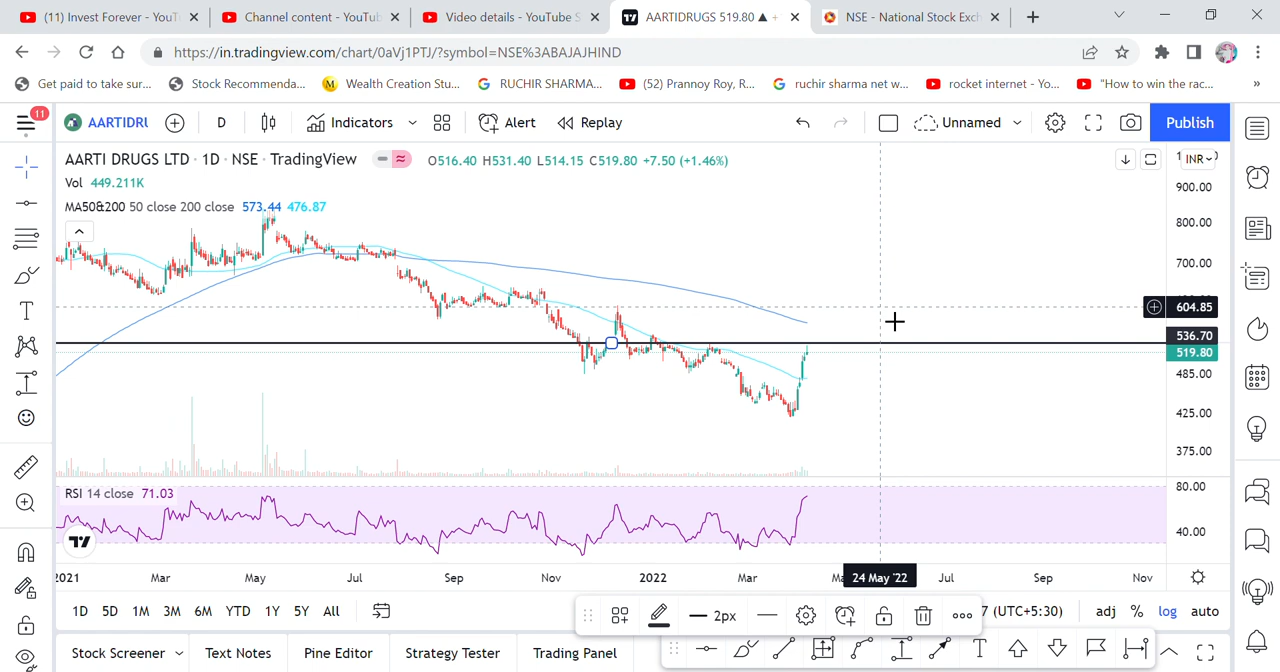 (11) Invest Forever - YouT
Channel content - YouTub
Video details - YouTube S
AARTIDRUGS 519.80 ▲ +
NSE - National Stock Exch
https://in.tradingview.com/chart/0aVj1PTJ/?symbol=NSE%3ABAJAJHIND
Get paid to take sur...
Stock Recommenda...
Wealth Creation Stu...
RUCHIR SHARMA...
(52) Prannoy Roy, R...
ruchir sharma net w...
rocket internet - Yo...
"How to win the rac...
»
11
AARTIDRU
D
Indicators
Alert
Replay
Unnamed
Publish
AARTI DRUGS LTD · 1D · NSE · TradingView
O516.40 H531.40 L514.15 C519.80 +7.50 (+1.46%)
INR
Vol 449.211K
MA50&200 50 close 200 close 573.44 476.87
900.00
800.00
700.00
604.85
536.70
519.80
485.00
425.00
375.00
RSI 14 close 71.03
80.00
40.00
2021
Mar
May
Jul
Sep
Nov
2022
Mar
24 May '22
Jul
Sep
Nov
1D
5D
1M
3M
6M
YTD
1Y
5Y
All
2px
7 (UTC+5:30)
adj
%
log
auto
Stock Screener
Text Notes
Pine Editor
Strategy Tester
Trading Panel